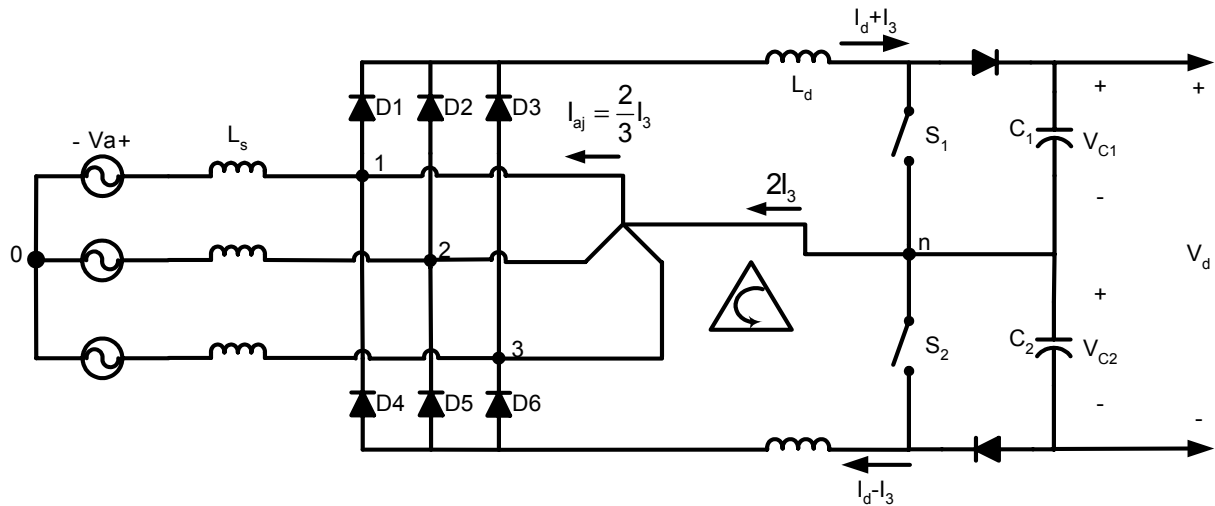 I_d+I_3
L_d
D1 D2 D3
I_aj = 2/3 I_3
- Va+
L_s
S_1
C_1
+
V_C1
-
+
1
2I_3
0
2
n
V_d
3
S_2
C_2
+
V_C2
-
-
D4 D5 D6
I_d-I_3